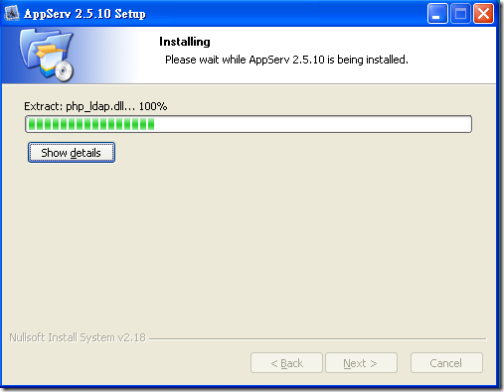 AppServ 2.5.10 Setup
Installing
Please wait while AppServ 2.5.10 is being installed.
Extract: php_ldap.dll... 100%
Show details
Nullsoft Install System v2.18
< Back
Next >
Cancel